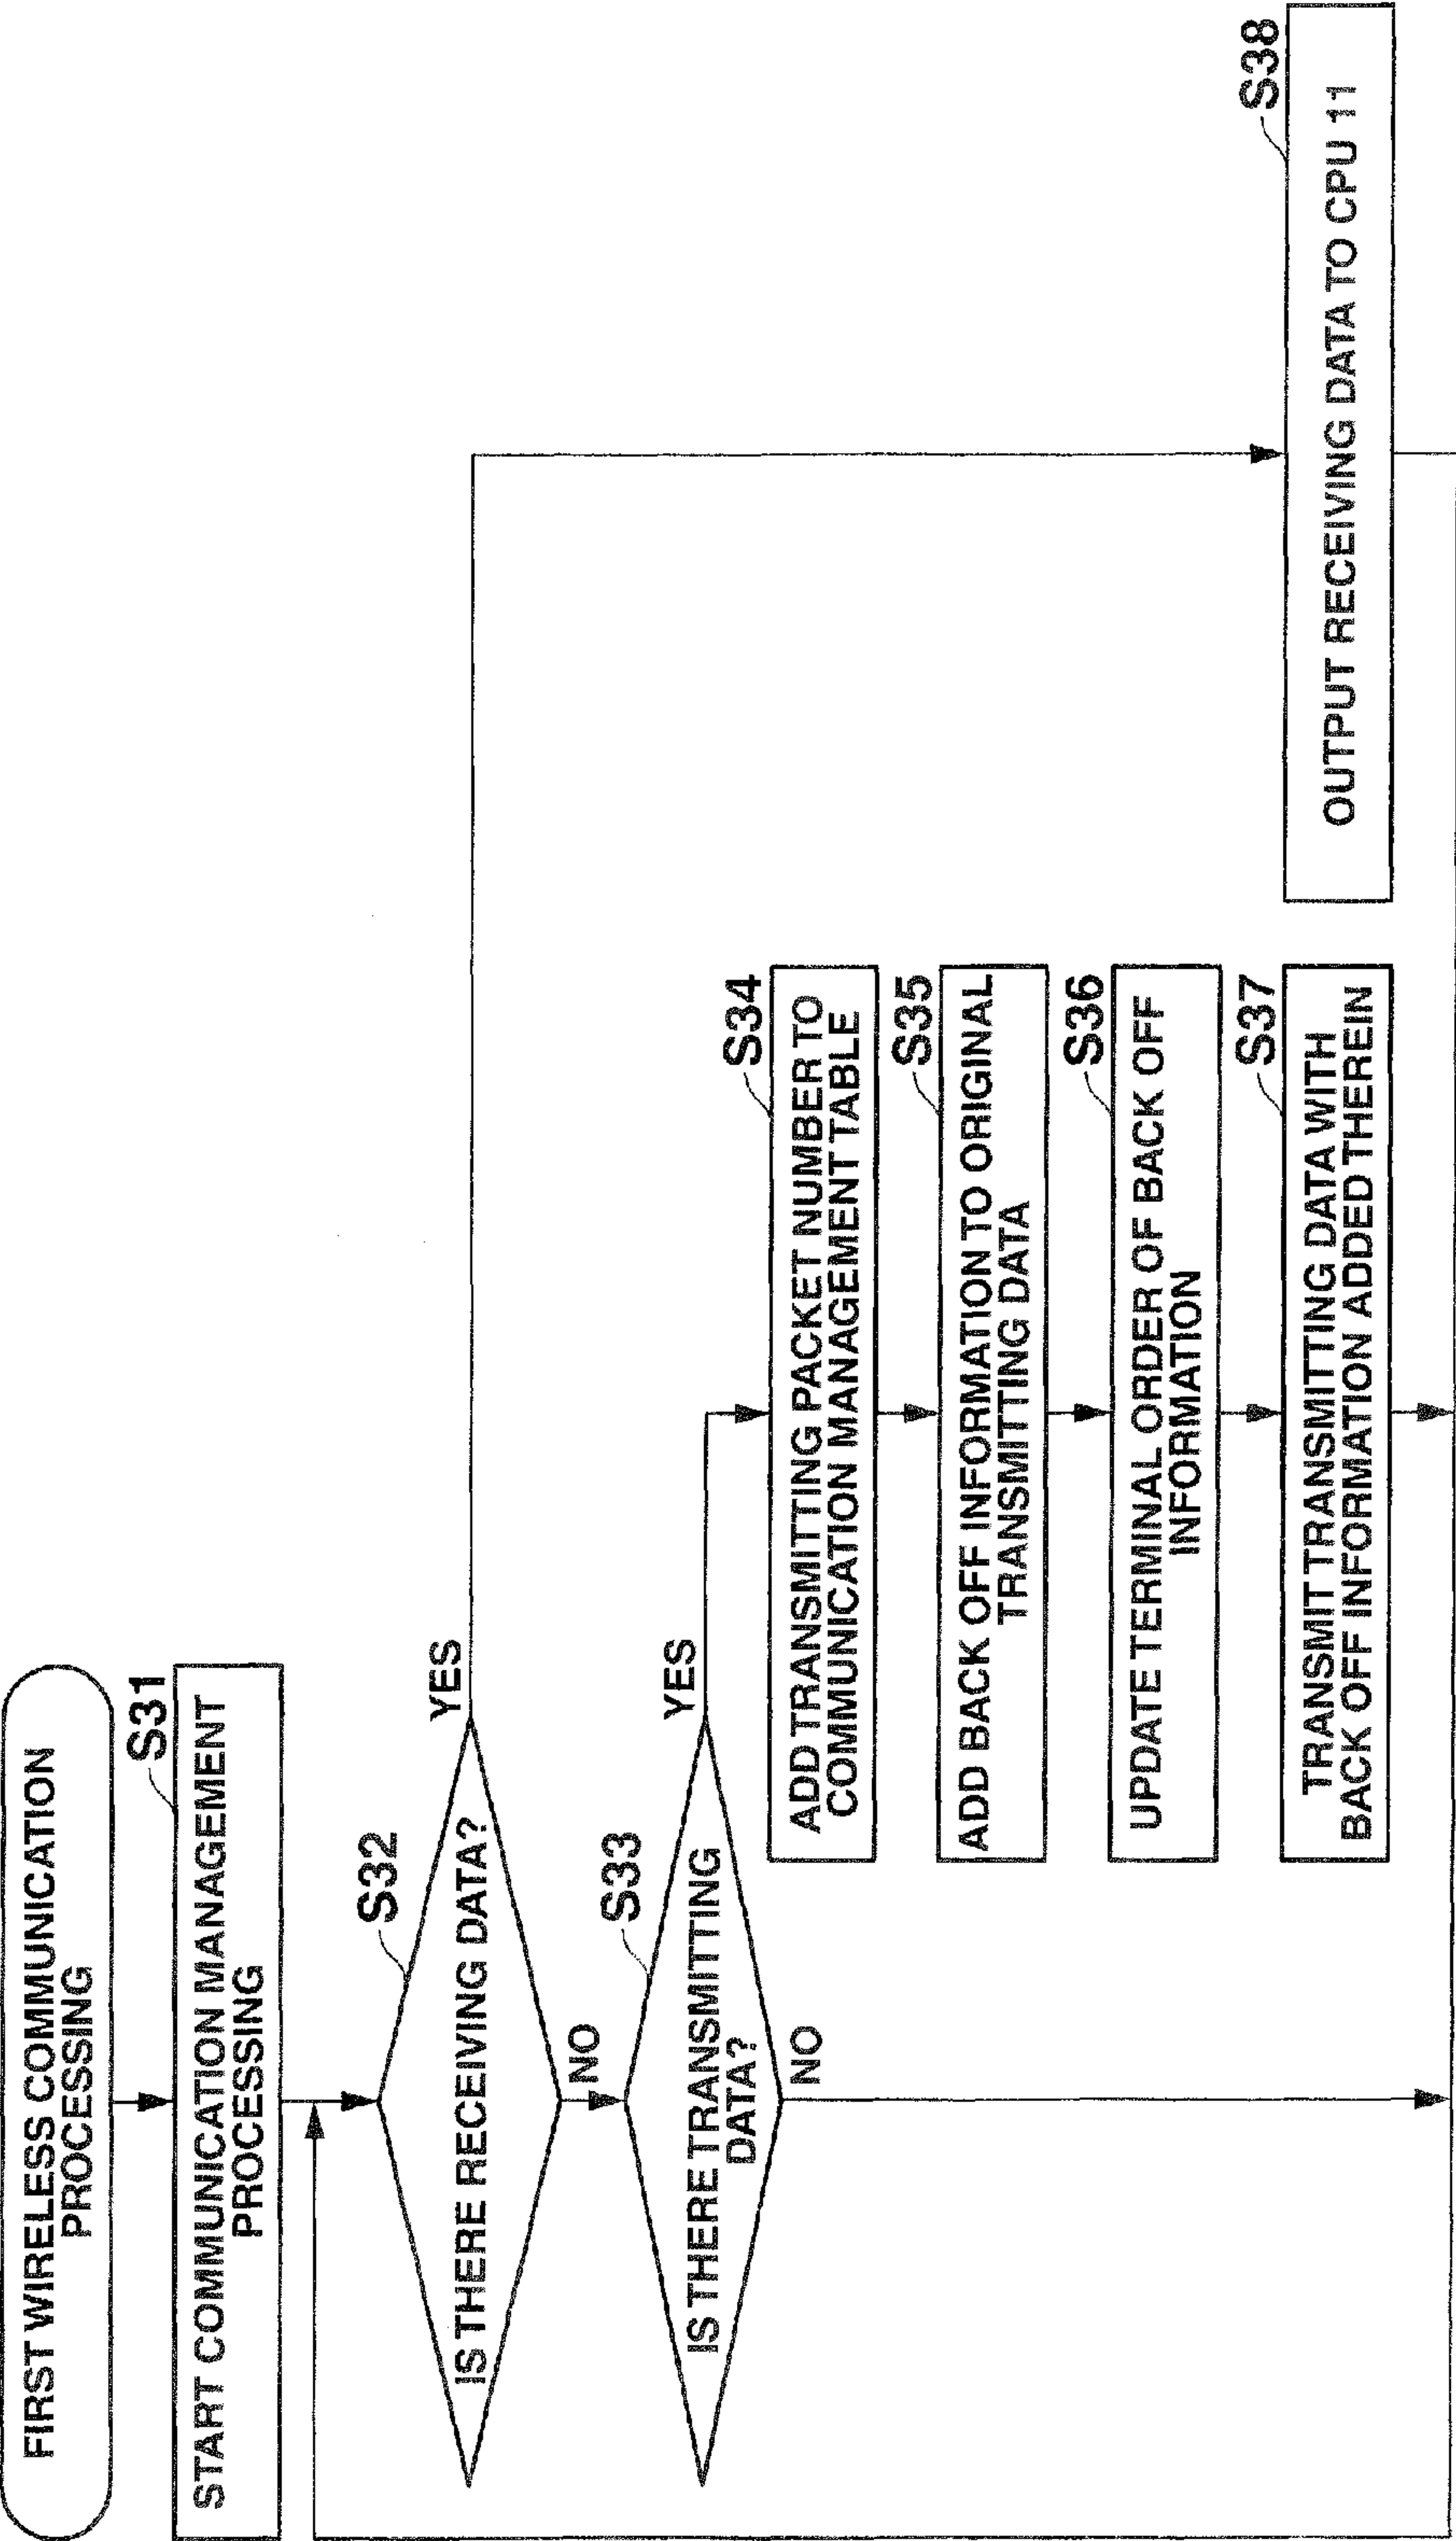 FIRST WIRELESS COMMUNICATION
PROCESSING
S31
START COMMUNICATION MANAGEMENT
PROCESSING
S32
IS THERE RECEIVING DATA?
YES
NO
S33
IS THERE TRANSMITTING
DATA?
YES
NO
S34
ADD TRANSMITTING PACKET NUMBER TO
COMMUNICATION MANAGEMENT TABLE
S35
ADD BACK OFF INFORMATION TO ORIGINAL
TRANSMITTING DATA
S36
UPDATE TERMINAL ORDER OF BACK OFF
INFORMATION
S37
TRANSMIT TRANSMITTING DATA WITH
BACK OFF INFORMATION ADDED THEREIN
S38
OUTPUT RECEIVING DATA TO CPU 11